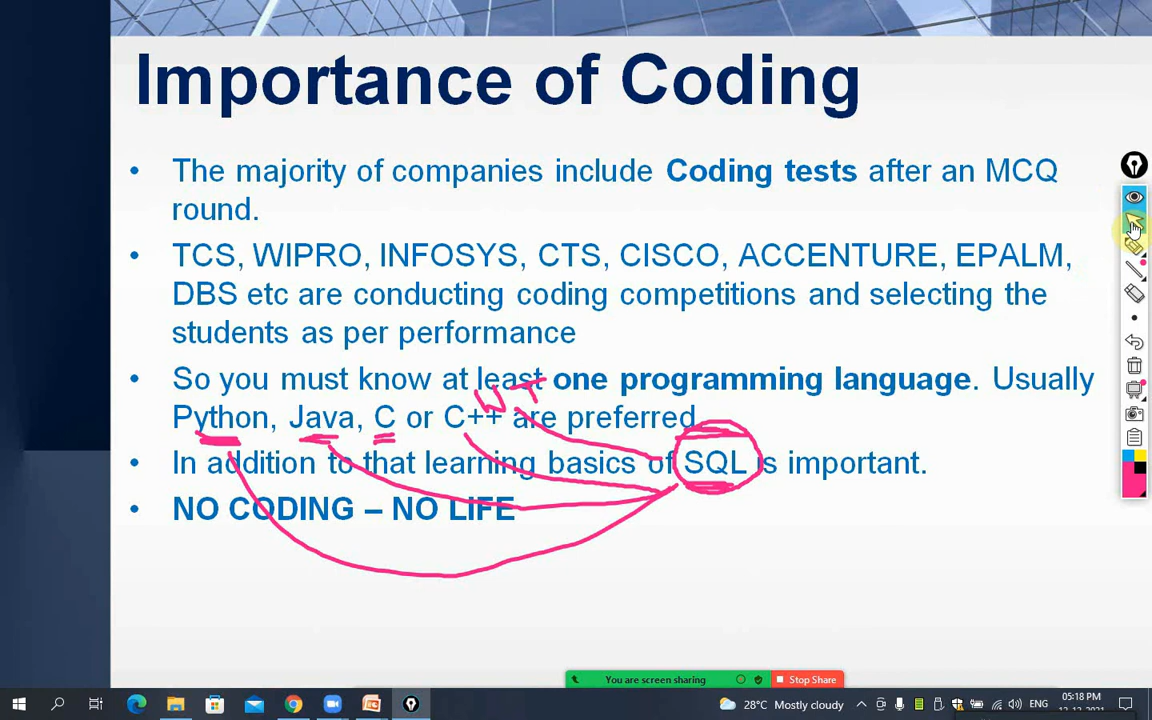 Importance of Coding
• The majority of companies include Coding tests after an MCQ
round.
• TCS, WIPRO, INFOSYS, CTS, CISCO, ACCENTURE, EPALM,
DBS etc are conducting coding competitions and selecting the
students as per performance
• So you must know at least one programming language. Usually
WT
Python, Java, C or C++ are preferred.
• In addition to that learning basics of SQL is important.
• NO CODING – NO LIFE
You are screen sharing
Stop Share
28°C Mostly cloudy
ENG
05:18 PM